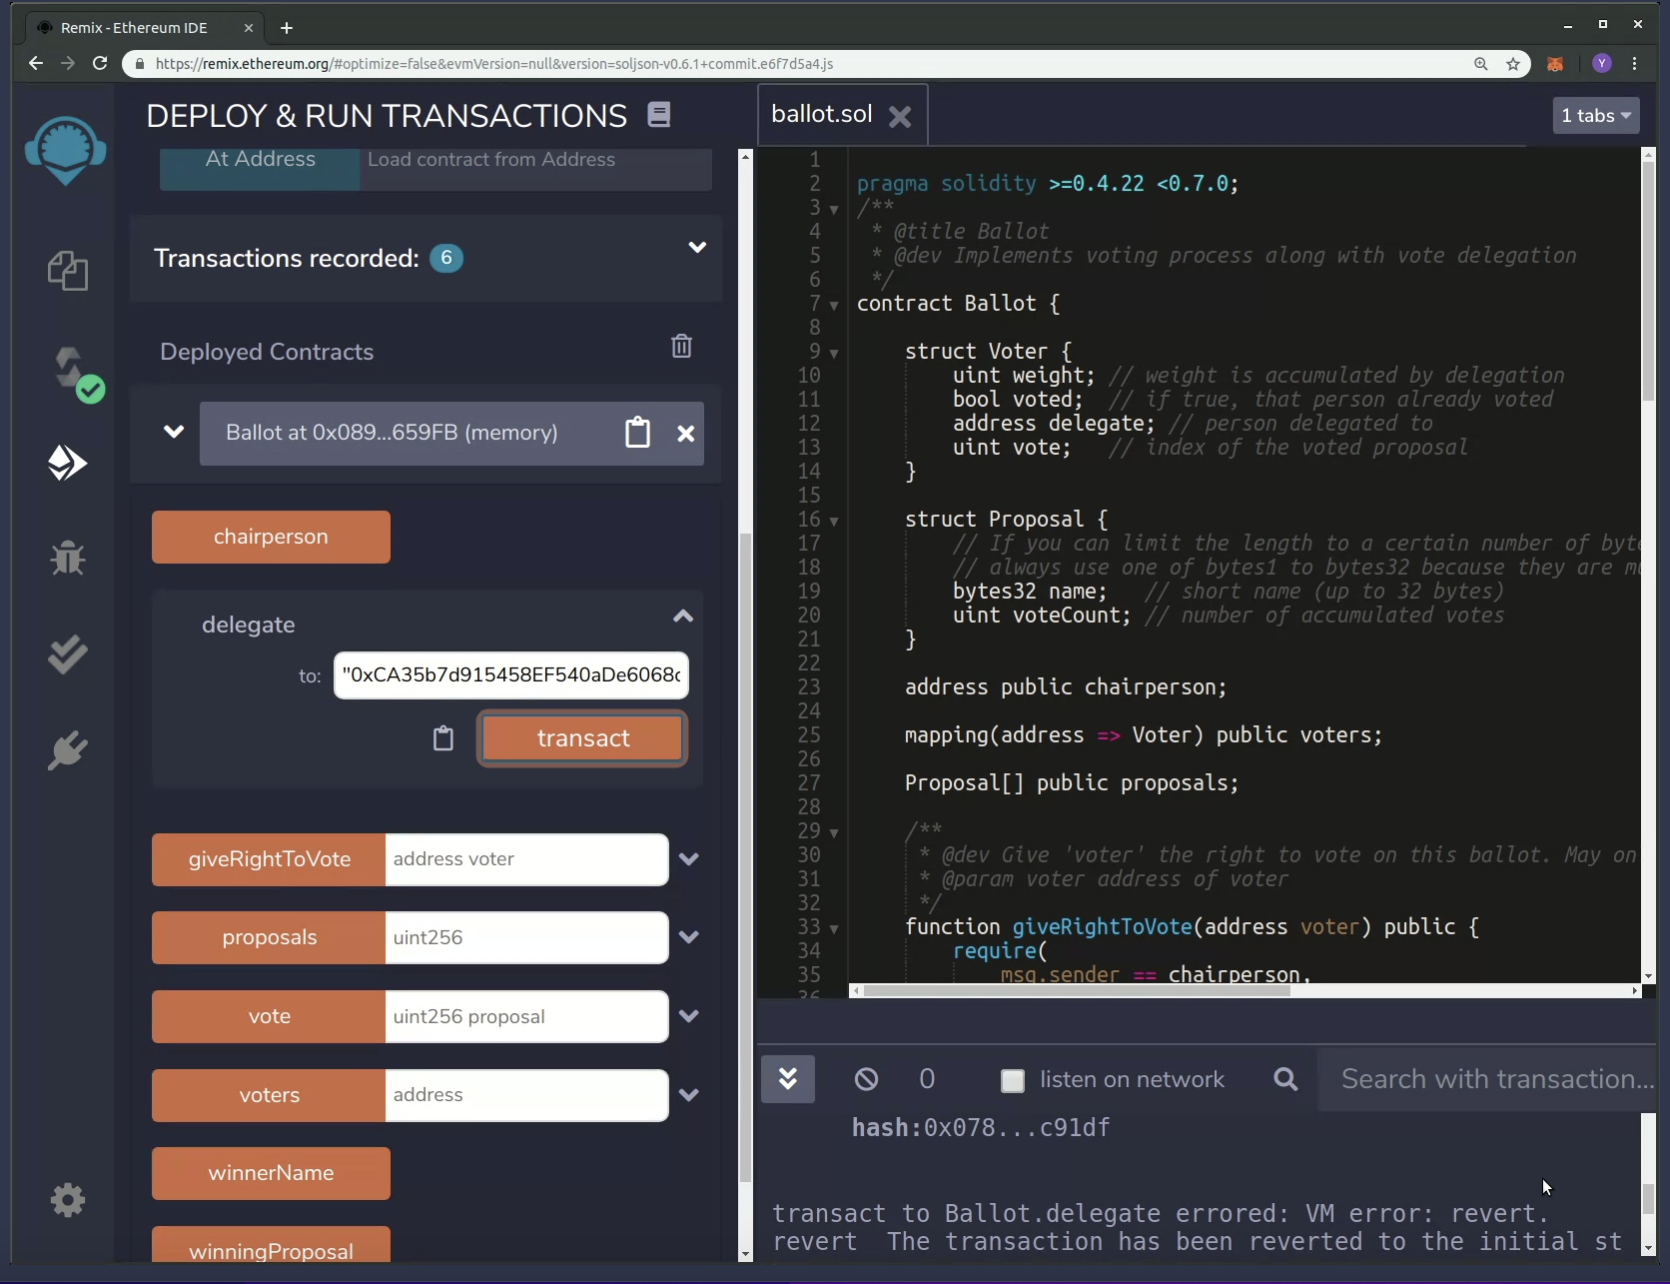 Remix - Ethereum IDE
https://remix.ethereum.org/#optimize=false&evmVersion=null&version=soljson-v0.6.1+commit.e6f7d5a4.js
Y
DEPLOY & RUN TRANSACTIONS
At Address
Load contract from Address
Transactions recorded: 6
Deployed Contracts
Ballot at 0x089...659FB (memory)
chairperson
delegate
to: "0xCA35b7d915458EF540aDe6068
transact
giveRightToVote address voter
proposals uint256
vote uint256 proposal
voters address
winnerName
winningProposal
ballot.sol
1 tabs
1
2 pragma solidity >=0.4.22 <0.7.0;
3 /**
4 * @title Ballot
5 * @dev Implements voting process along with vote delegation
6 */
7 contract Ballot {
8
9 struct Voter {
10 uint weight; // weight is accumulated by delegation
11 bool voted; // if true, that person already voted
12 address delegate; // person delegated to
13 uint vote; // index of the voted proposal
14 }
15
16 struct Proposal {
17 // If you can limit the length to a certain number of byt
18 // always use one of bytes1 to bytes32 because they are m
19 bytes32 name; // short name (up to 32 bytes)
20 uint voteCount; // number of accumulated votes
21 }
22
23 address public chairperson;
24
25 mapping(address => Voter) public voters;
26
27 Proposal[] public proposals;
28
29 /**
30 * @dev Give 'voter' the right to vote on this ballot. May on
31 * @param voter address of voter
32 */
33 function giveRightToVote(address voter) public {
34 require(
35 msg.sender == chairperson,
36
0
listen on network
Search with transaction...
hash:0x078...c91df
transact to Ballot.delegate errored: VM error: revert.
revert The transaction has been reverted to the initial st